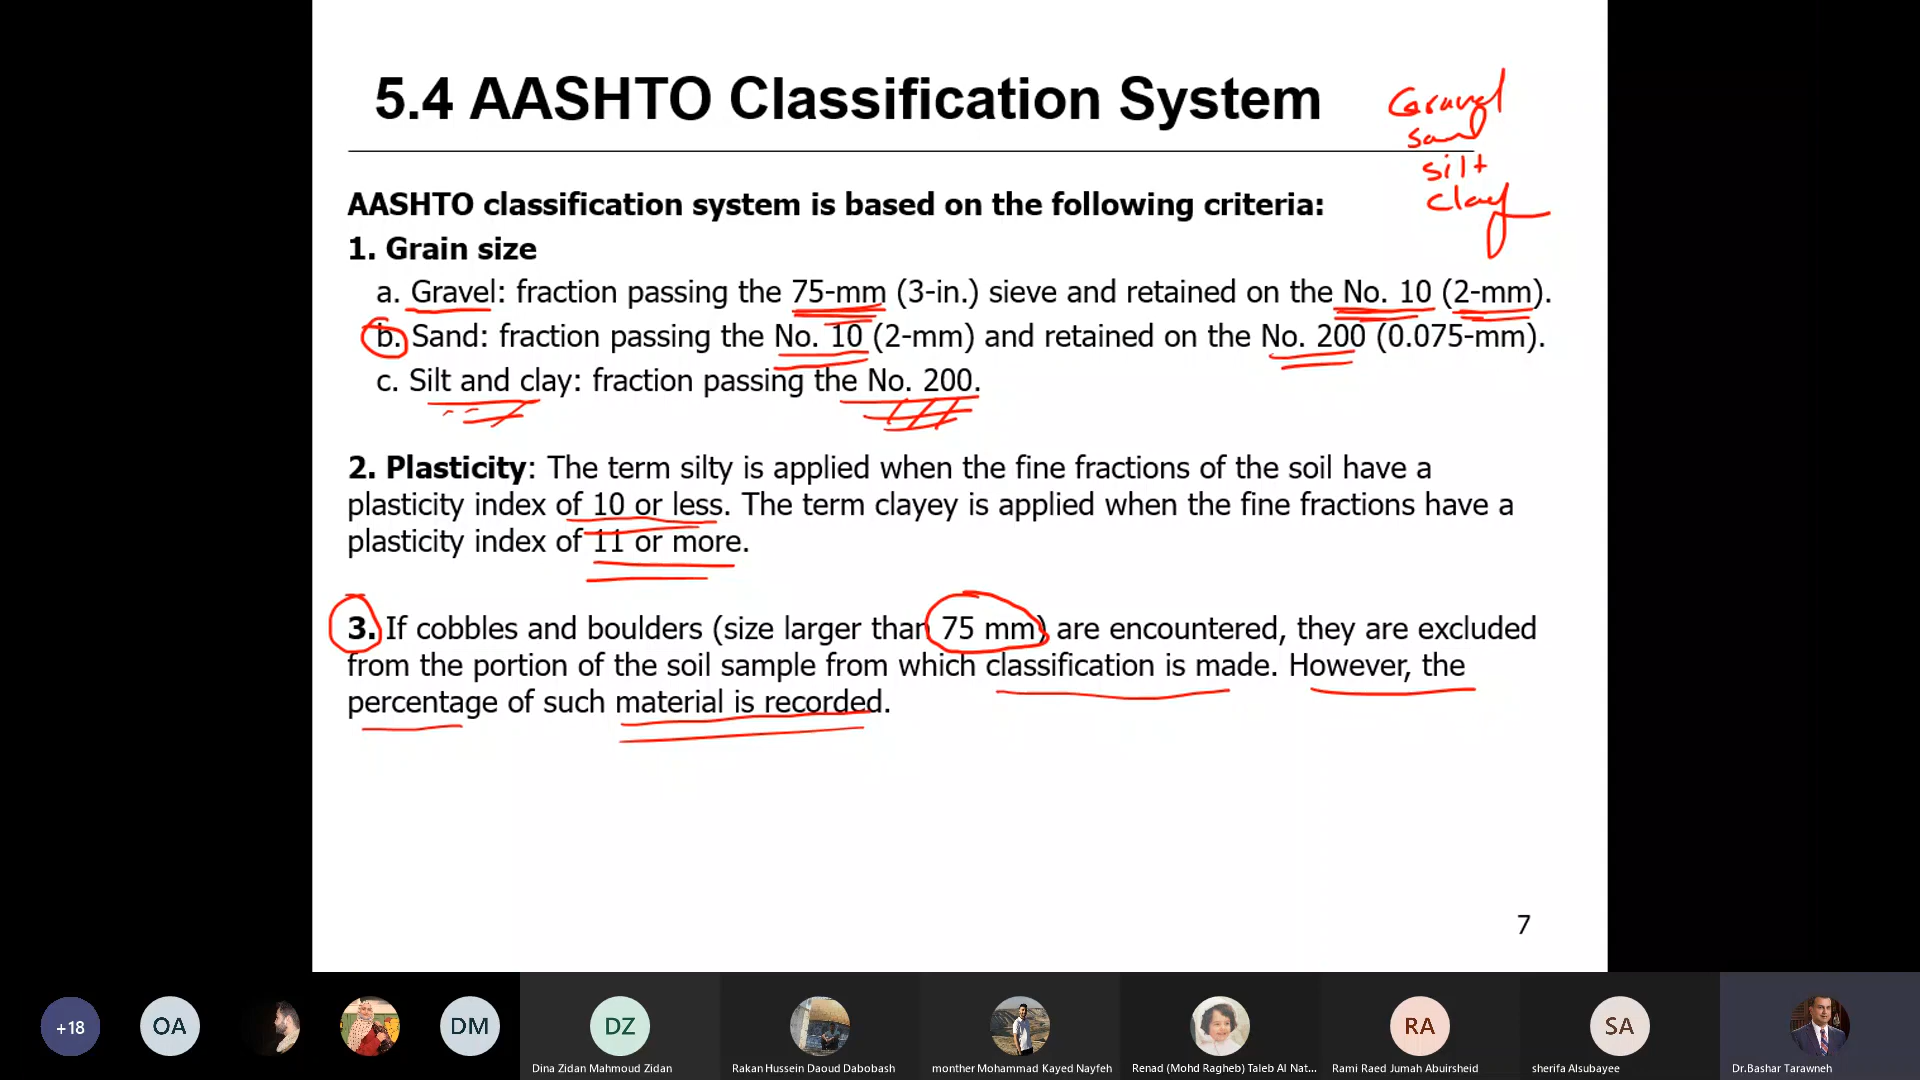 5.4 AASHTO Classification System
Gravel
sand
silt
clay
AASHTO classification system is based on the following criteria:
1. Grain size
a. Gravel: fraction passing the 75-mm (3-in.) sieve and retained on the No. 10 (2-mm).
b. Sand: fraction passing the No. 10 (2-mm) and retained on the No. 200 (0.075-mm).
c. Silt and clay: fraction passing the No. 200.
2. Plasticity: The term silty is applied when the fine fractions of the soil have a
plasticity index of 10 or less. The term clayey is applied when the fine fractions have a
plasticity index of 11 or more.
3. If cobbles and boulders (size larger than 75 mm) are encountered, they are excluded
from the portion of the soil sample from which classification is made. However, the
percentage of such material is recorded.
7
+18
OA
DM
DZ
RA
SA
Dina Zidan Mahmoud Zidan
Rakan Hussein Daoud Dabobash
monther Mohammad Kayed Nayfeh
Renad (Mohd Ragheb) Taleb Al Nat...
Rami Raed Jumah Abuirsheid
sherifa Alsubayee
Dr.Bashar Tarawneh